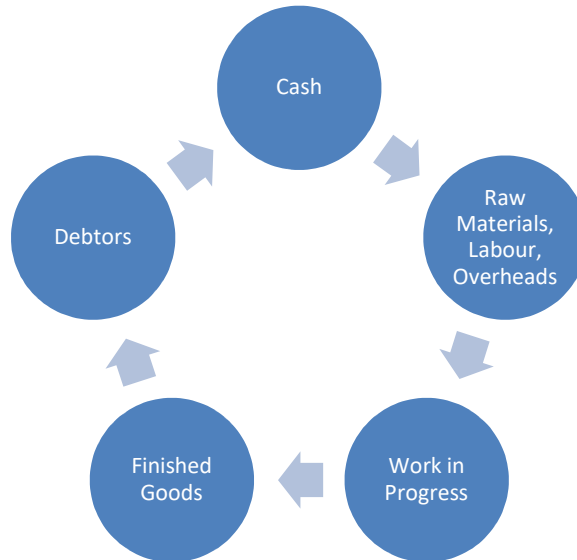 Cash
Raw
Materials,
Labour,
Overheads
Work in
Progress
Finished
Goods
Debtors